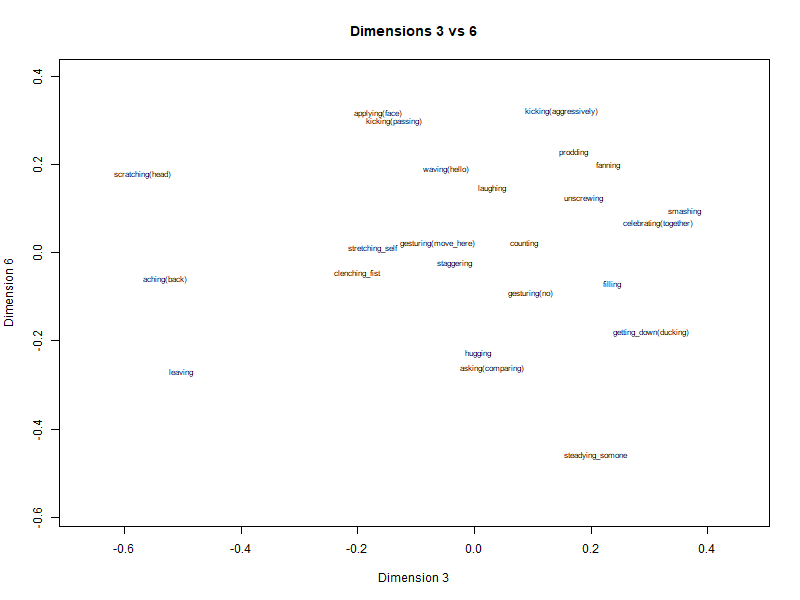 Dimensions 3 vs 6
0.4
applying(face)
kicking(aggressively)
kicking(passing)
prodding
0.2
waving(hello)
fanning
scratching(head)
laughing
unscrewing
smashing
celebrating(together)
0.0
stretching_self
gesturing(move_here)
counting
staggering
clenching_fist
aching(back)
filling
gesturing(no)
-0.2
getting_down(ducking)
hugging
asking(comparing)
leaving
-0.4
steadying_somone
-0.6
Dimension 6
-0.6 -0.4 -0.2 0.0 0.2 0.4
Dimension 3